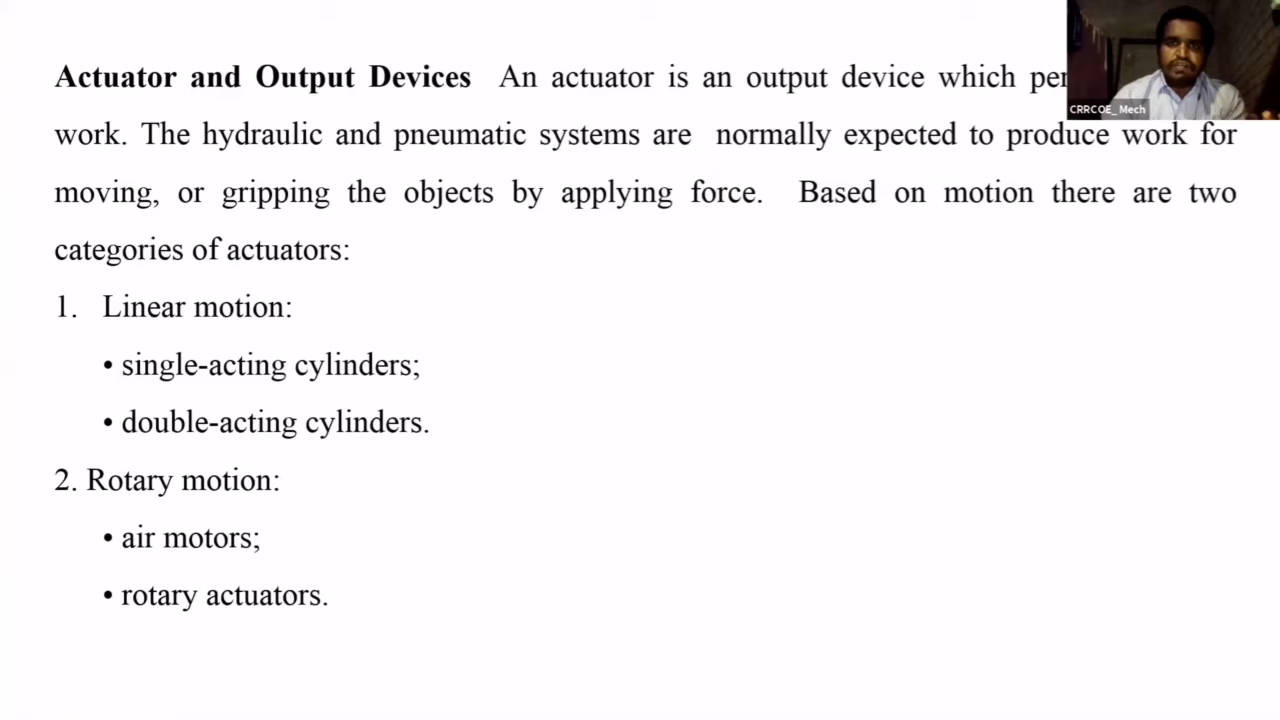 Actuator and Output Devices An actuator is an output device which
CRRCOE_ Mech
work. The hydraulic and pneumatic systems are normally expected to produce work for
moving, or gripping the objects by applying force. Based on motion there are two
categories of actuators:
1. Linear motion:
• single-acting cylinders;
• double-acting cylinders.
2. Rotary motion:
• air motors;
• rotary actuators.